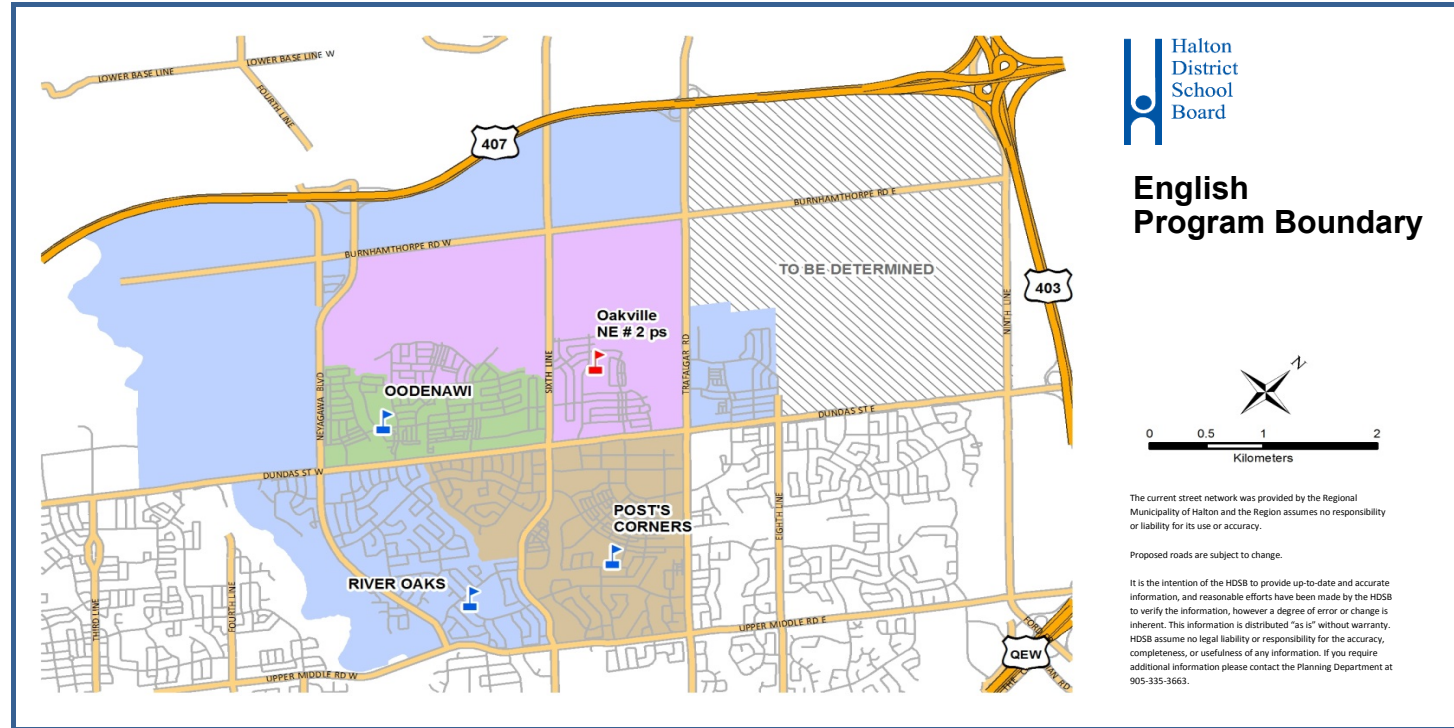 LOWER BASE LINE W
LOWER BASE LINE W
FOURTH LINE
407
BURNHAMTHORPE RD W
BURNHAMTHORPE RD E
TO BE DETERMINED
403
NINTH LINE
Oakville
NE # 2 ps
OODENAWI
NEYAGAWA BLVD
SIXTH LINE
TRAFALGAR RD
DUNDAS ST E
DUNDAS ST W
POST'S
CORNERS
RIVER OAKS
EIGHTH LINE
THIRD LINE
FOURTH LINE
UPPER MIDDLE RD E
UPPER MIDDLE RD W
QEW
Halton
District
School
Board
English
Program Boundary
N
0 0.5 1 2
Kilometers
The current street network was provided by the Regional
Municipality of Halton and the Region assumes no responsibility
or liability for its use or accuracy.
Proposed roads are subject to change.
It is the intention of the HDSB to provide up-to-date and accurate
information, and reasonable efforts have been made by the HDSB
to verify the information, however a degree of error or change is
inherent. This information is distributed “as is” without warranty.
HDSB assume no legal liability or responsibility for the accuracy,
completeness, or usefulness of any information. If you require
additional information please contact the Planning Department at
905-335-3663.